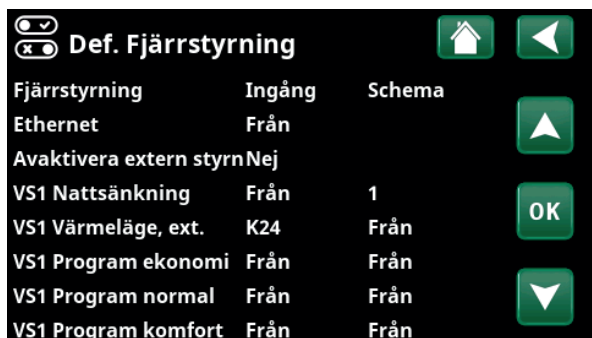 Def. Fjärrstyrning
Fjärrstyrning Ingång Schema
Ethernet Från
Avaktivera extern styrn Nej
VS1 Nattsänkning Från 1
VS1 Värmeläge, ext. K24 Från
OK
VS1 Program ekonomi Från Från
VS1 Program normal Från Från
VS1 Program komfort Från Från